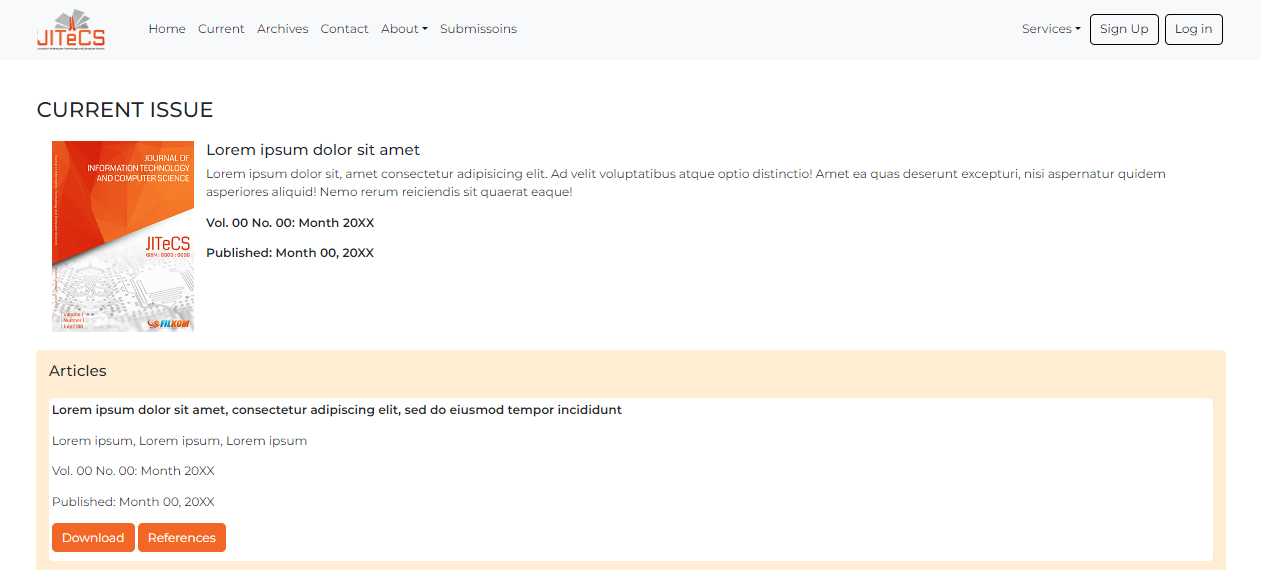 JITeCS
Home Current Archives Contact About Submissoins Services Sign Up Log in
CURRENT ISSUE
JOURNAL OF
INFORMATION TECHNOLOGY
AND COMPUTER SCIENCE
JITeCS
ISSN : 0000 : 0000
Volume 1
Number 1
July 2016
FILKOM
Lorem ipsum dolor sit amet
Lorem ipsum dolor sit, amet consectetur adipisicing elit. Ad velit voluptatibus atque optio distinctio! Amet ea quas deserunt excepturi, nisi aspernatur quidem
asperiores aliquid! Nemo rerum reiciendis sit quaerat eaque!
Vol. 00 No. 00: Month 20XX
Published: Month 00, 20XX
Articles
Lorem ipsum dolor sit amet, consectetur adipiscing elit, sed do eiusmod tempor incididunt
Lorem ipsum, Lorem ipsum, Lorem ipsum
Vol. 00 No. 00: Month 20XX
Published: Month 00, 20XX
Download References